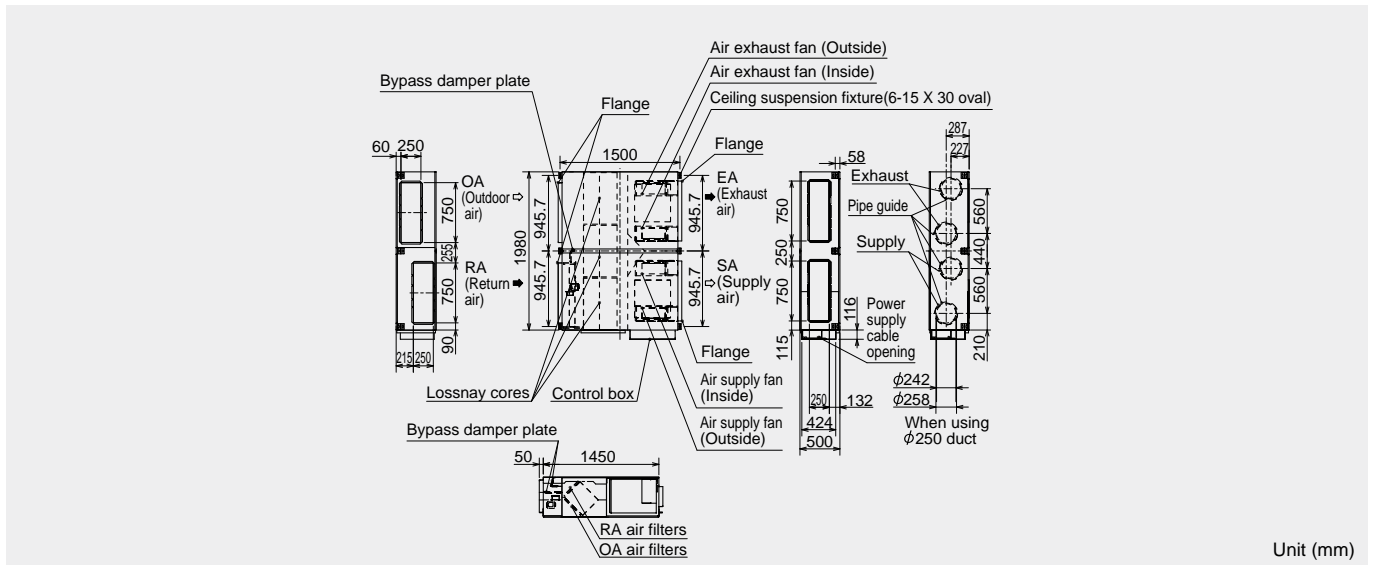 Air exhaust fan (Outside)
Air exhaust fan (Inside)
Bypass damper plate
Ceiling suspension fixture(6-15 X 30 oval)
Flange
Flange
287
227
60 250
1500
58
OA
(Outdoor
air)
EA
(Exhaust
air)
Exhaust
Pipe guide
Supply
750
255
750
90
945.7
1980
945.7
945.7
945.7
750
250
750
115
116
560
440
560
210
RA
(Return
air)
SA
(Supply
air)
Power
supply
cable
opening
215 250
Flange
Lossnay cores
Control box
Air supply fan
(Inside)
Air supply fan
(Outside)
250 132
424
500
ϕ242
ϕ258
When using
ϕ250 duct
Bypass damper plate
50 1450
RA air filters
OA air filters
Unit (mm)